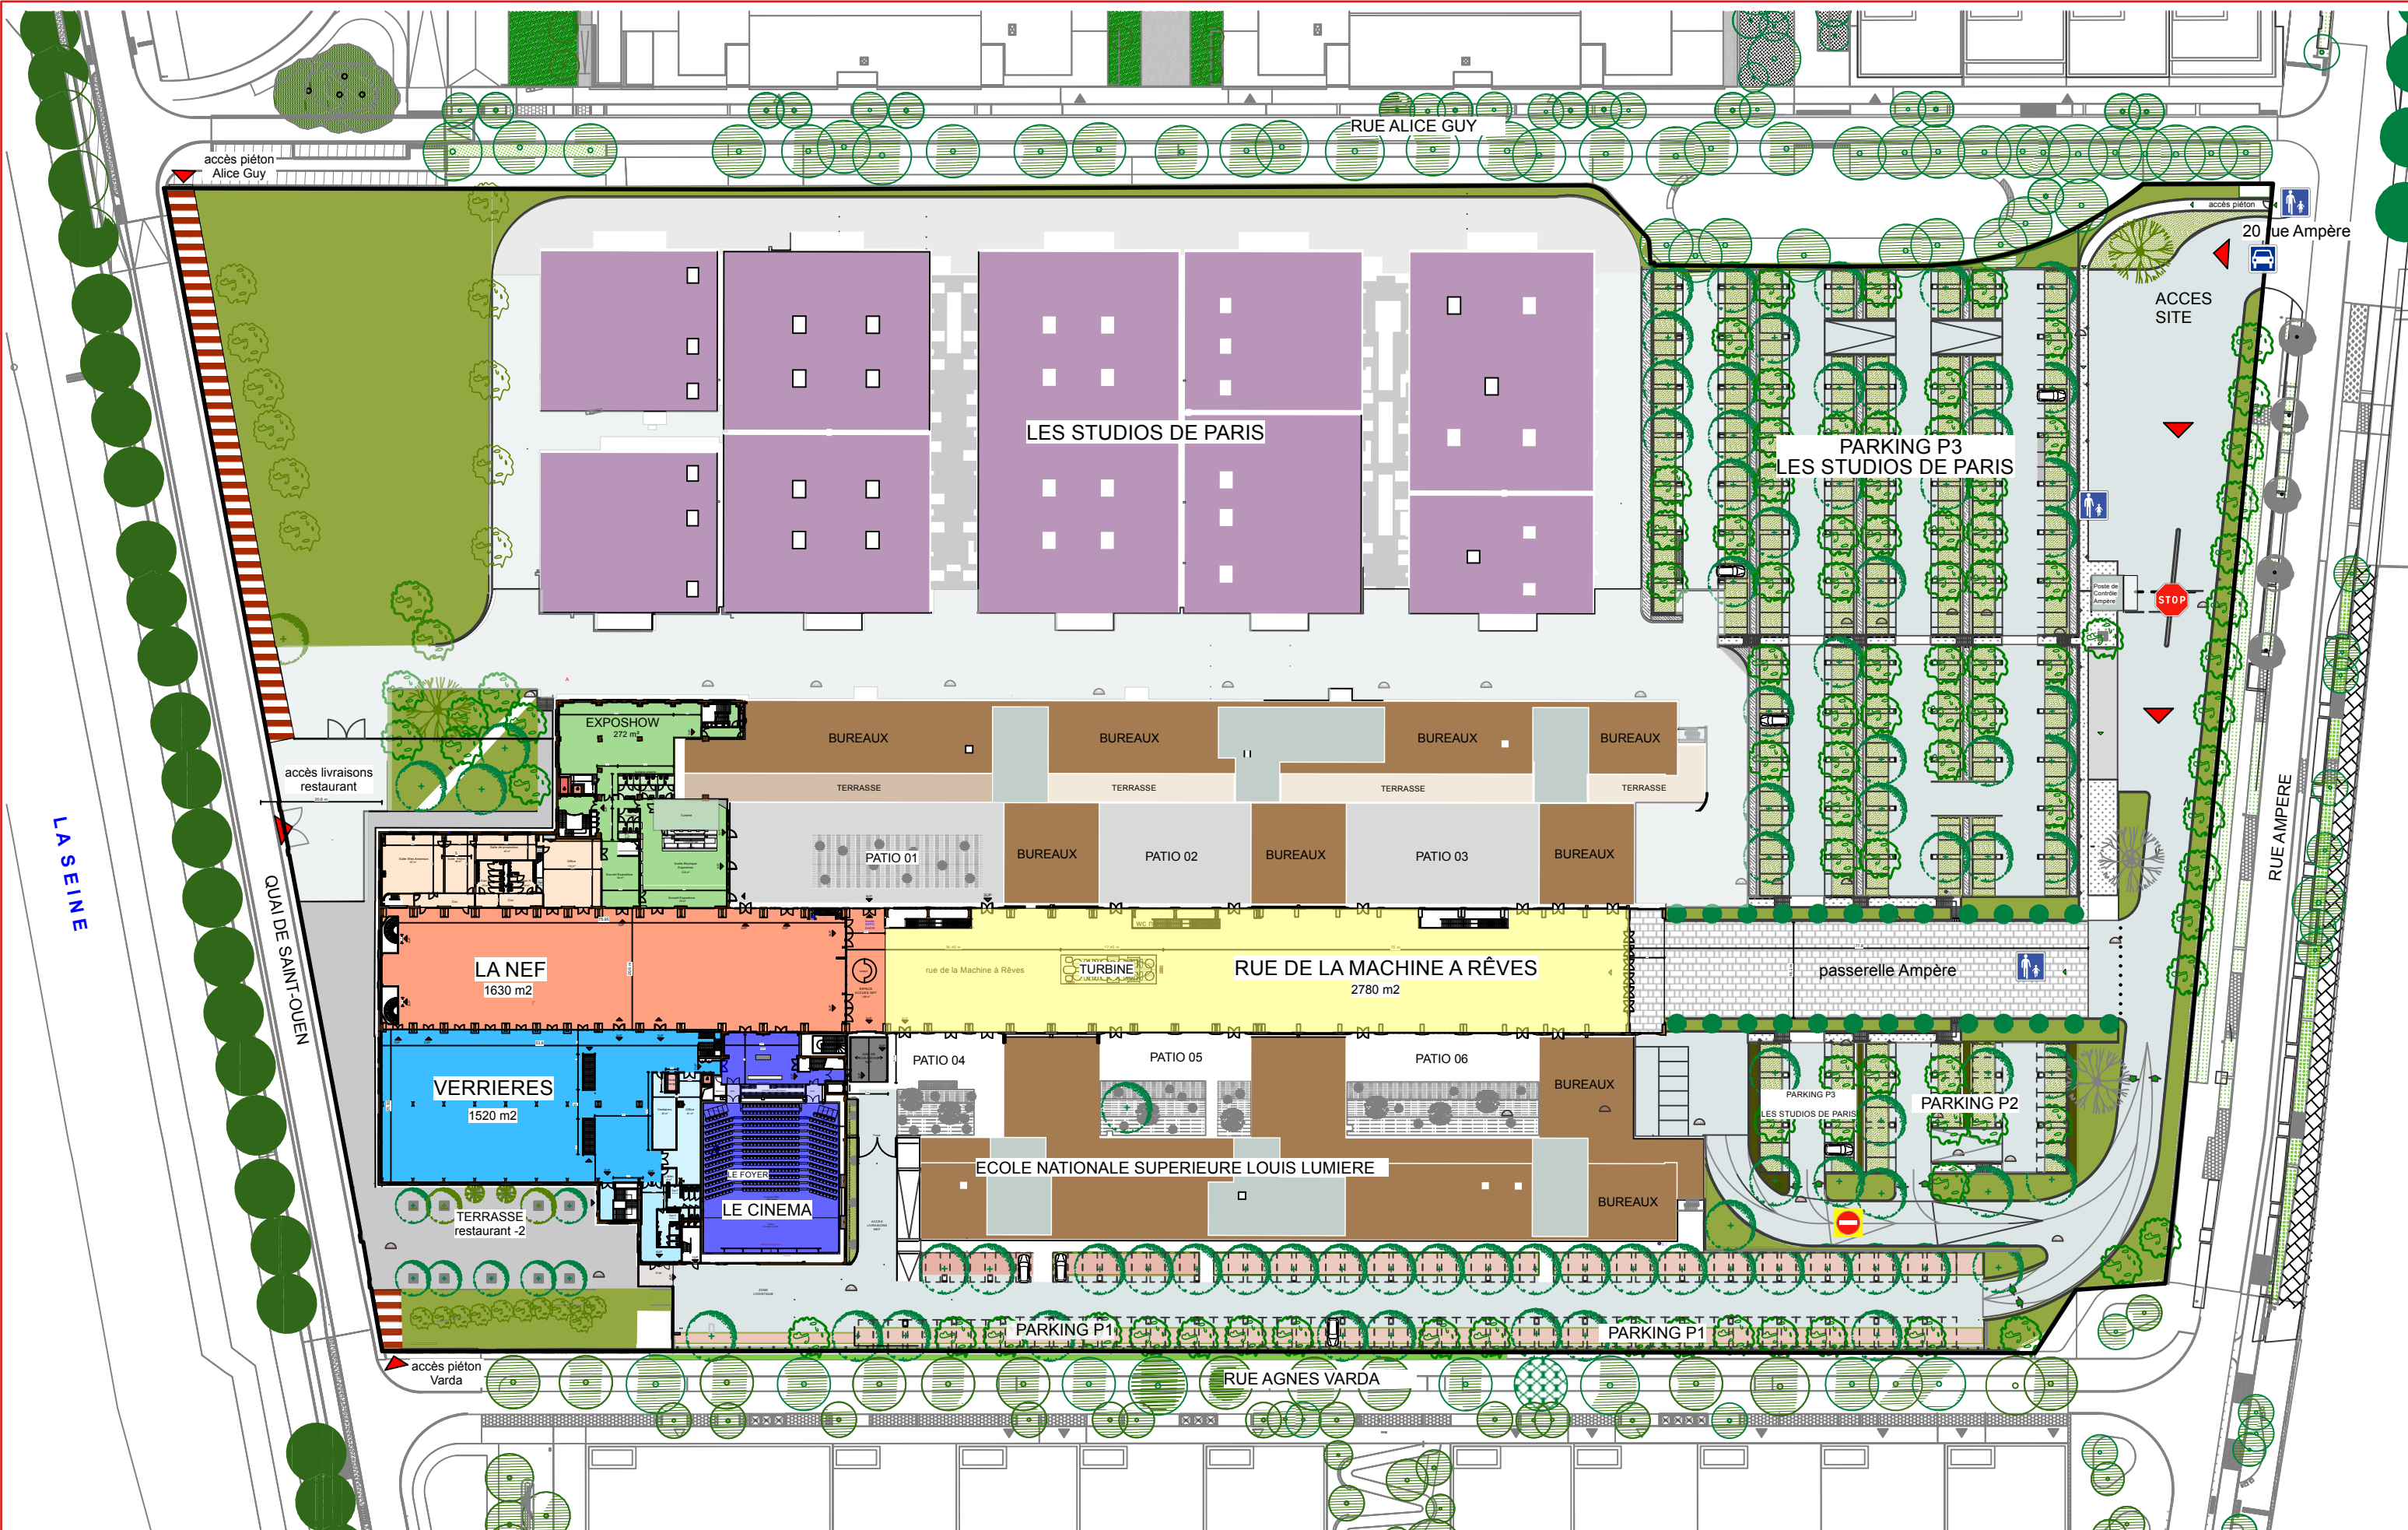 RUE ALICE GUY
accès piéton
Alice Guy
accès piéton
20 rue Ampère
ACCES
SITE
LES STUDIOS DE PARIS
PARKING P3
LES STUDIOS DE PARIS
Poste de
Contrôle
Ampère
STOP
EXPOSHOW
272 m²
BUREAUX
BUREAUX
BUREAUX
BUREAUX
TERRASSE
TERRASSE
TERRASSE
TERRASSE
accès livraisons
restaurant
LA SEINE
QUAI DE SAINT-OUEN
RUE AMPERE
PATIO 01
BUREAUX
PATIO 02
BUREAUX
PATIO 03
BUREAUX
LA NEF
1630 m2
rue de la Machine à Rêves
TURBINE
RUE DE LA MACHINE A RÊVES
2780 m2
passerelle Ampère
VERRIERES
1520 m2
PATIO 04
PATIO 05
PATIO 06
BUREAUX
PARKING P3
LES STUDIOS DE PARIS
PARKING P2
LE FOYER
LE CINEMA
ECOLE NATIONALE SUPERIEURE LOUIS LUMIERE
BUREAUX
TERRASSE
restaurant -2
PARKING P1
PARKING P1
accès piéton
Varda
RUE AGNES VARDA